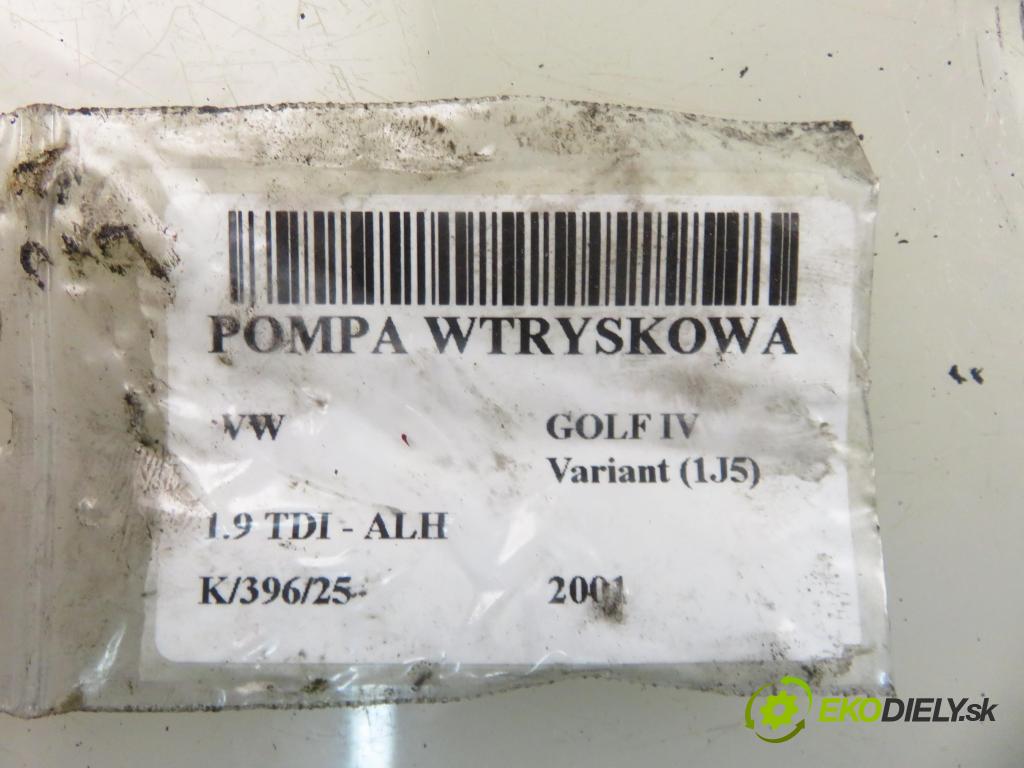 POMPA WTRYSKOWA
VW GOLF IV
Variant (1J5)
1.9 TDI - ALH
K/396/25 2001
EKODIELY.sk